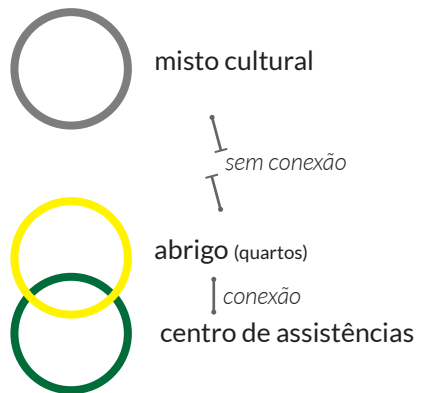 misto cultural
sem conexão
abrigo (quartos)
conexão
centro de assistências